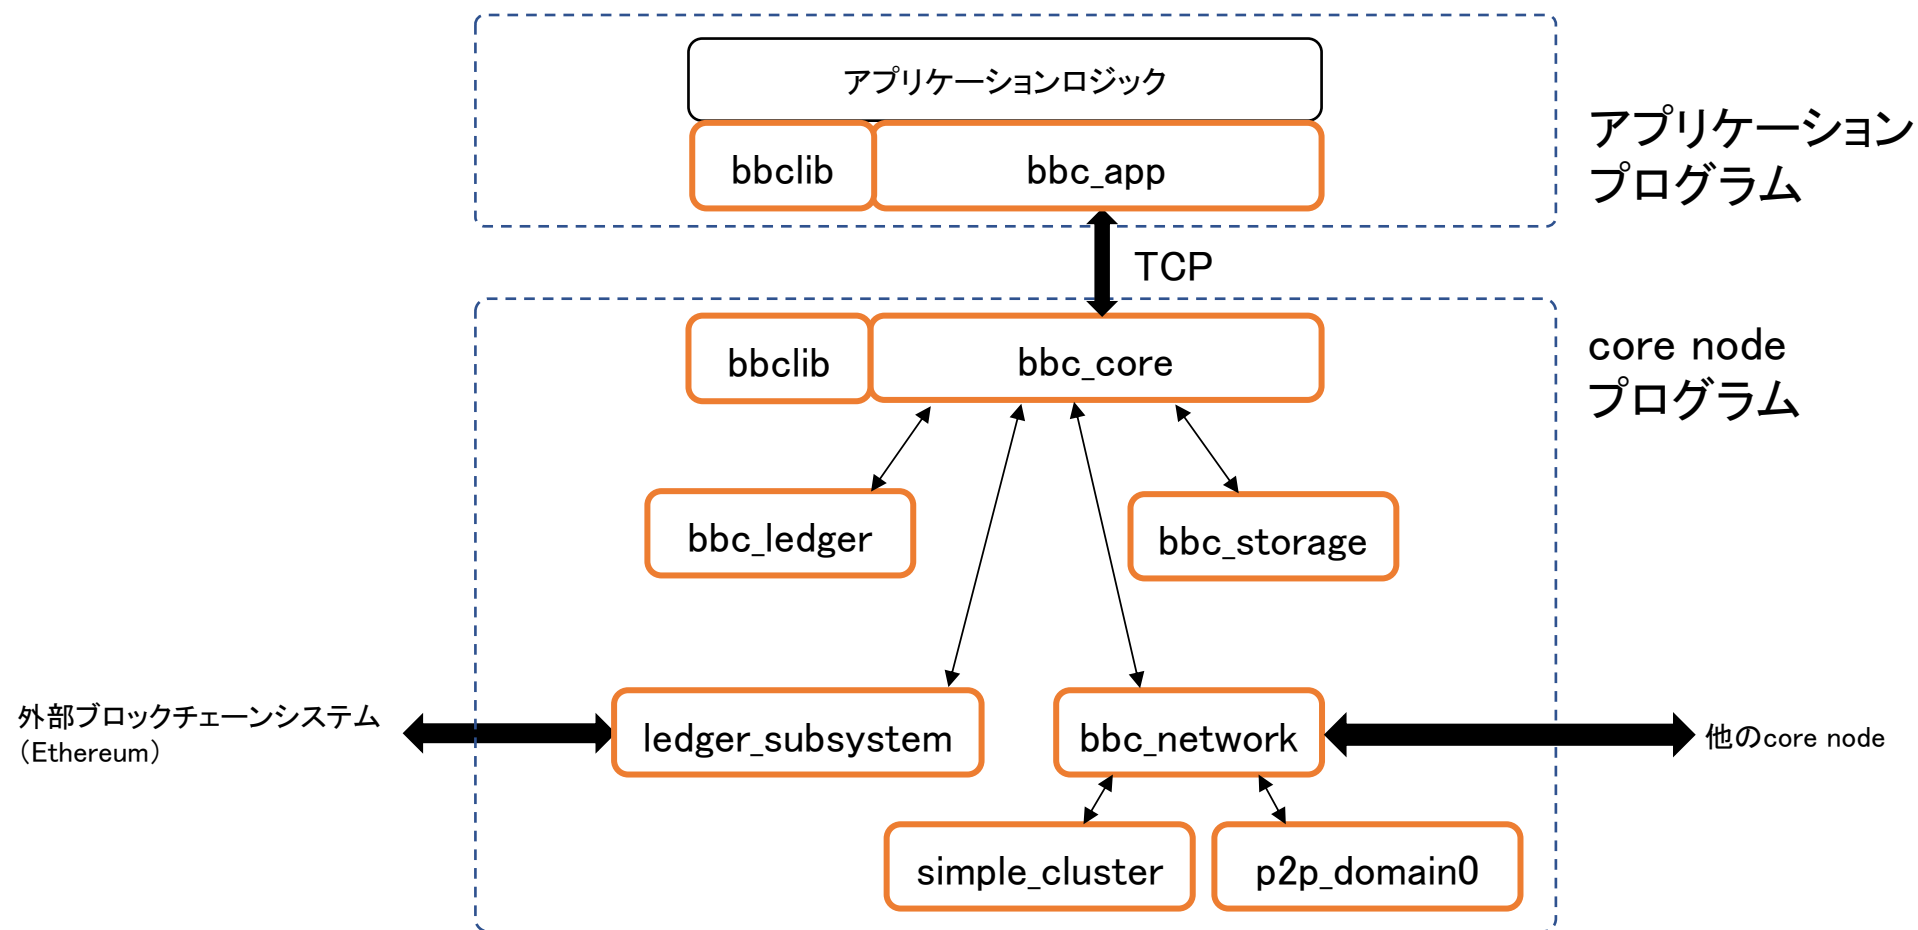 アプリケーションロジック
bbclib
bbc_app
アプリケーション
プログラム
TCP
bbclib
bbc_core
core node
プログラム
bbc_ledger
bbc_storage
外部ブロックチェーンシステム
（Ethereum）
ledger_subsystem
bbc_network
他のcore node
simple_cluster
p2p_domain0